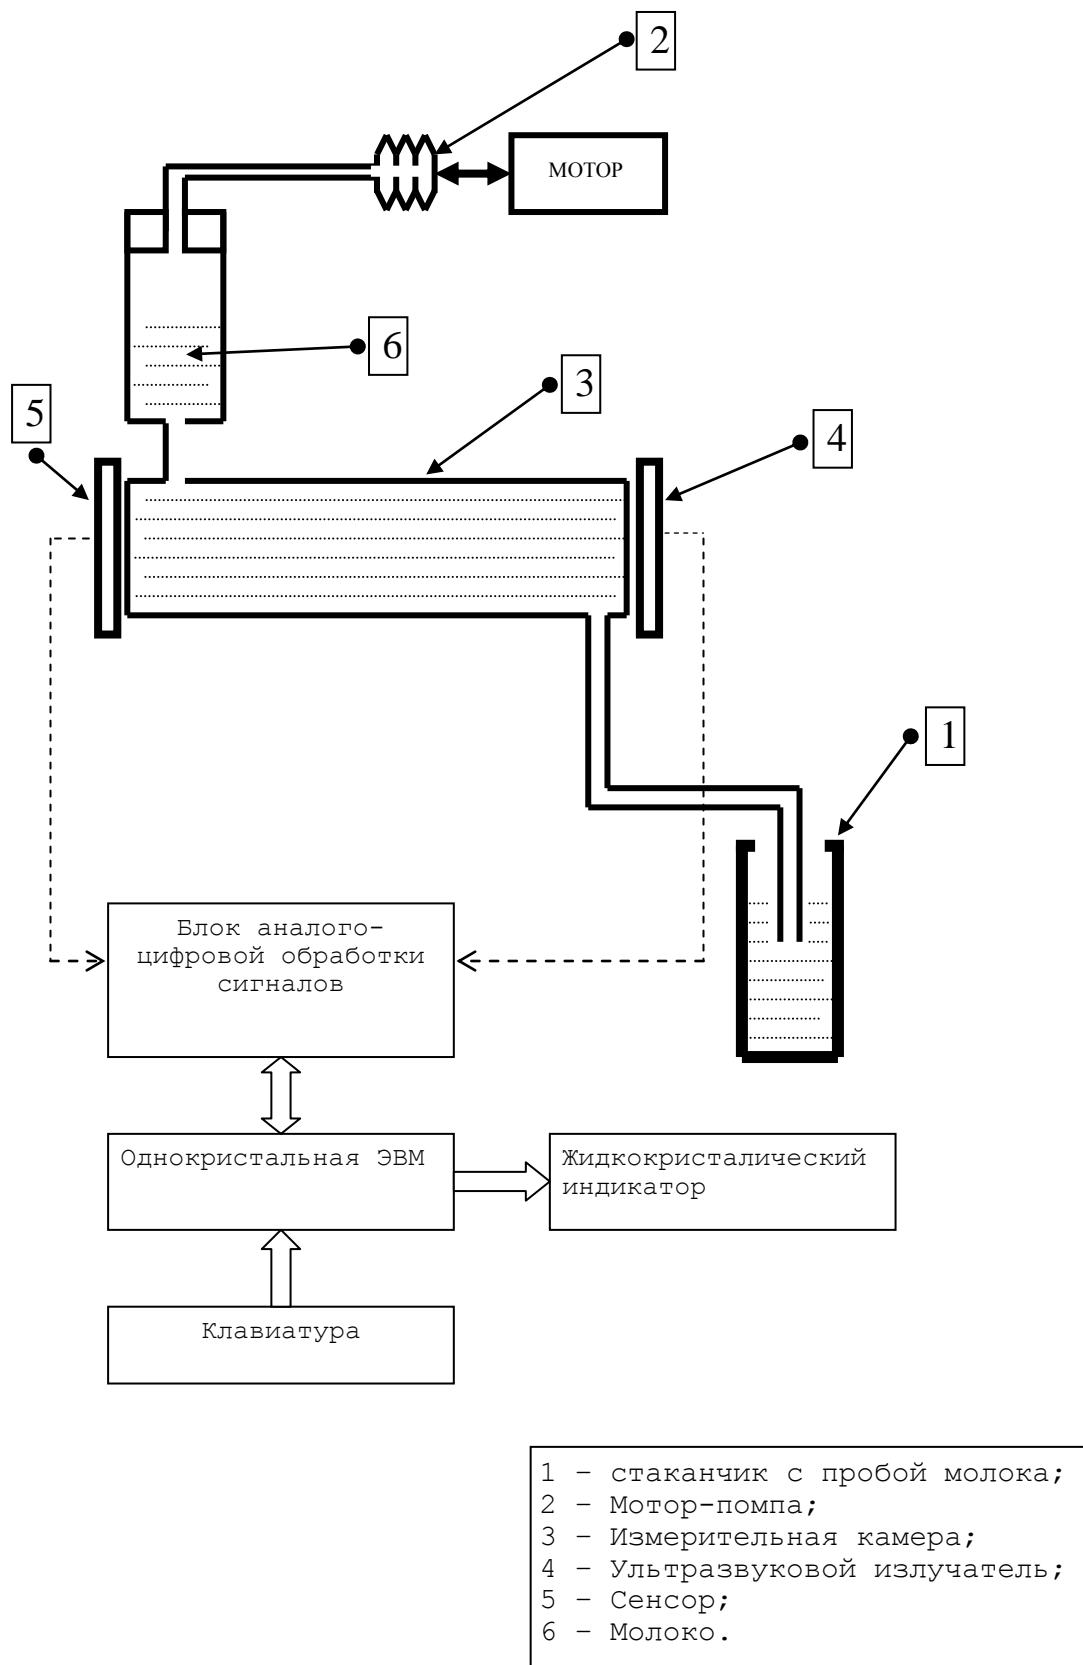 2
МОТОР
6
3
5
4
1
Блок аналого-
цифровой обработки
сигналов
Однокристальная ЭВМ
Жидкокристалический
индикатор
Клавиатура
1 – стаканчик с пробой молока;
2 – Мотор-помпа;
3 – Измерительная камера;
4 – Ультразвуковой излучатель;
5 – Сенсор;
6 – Молоко.